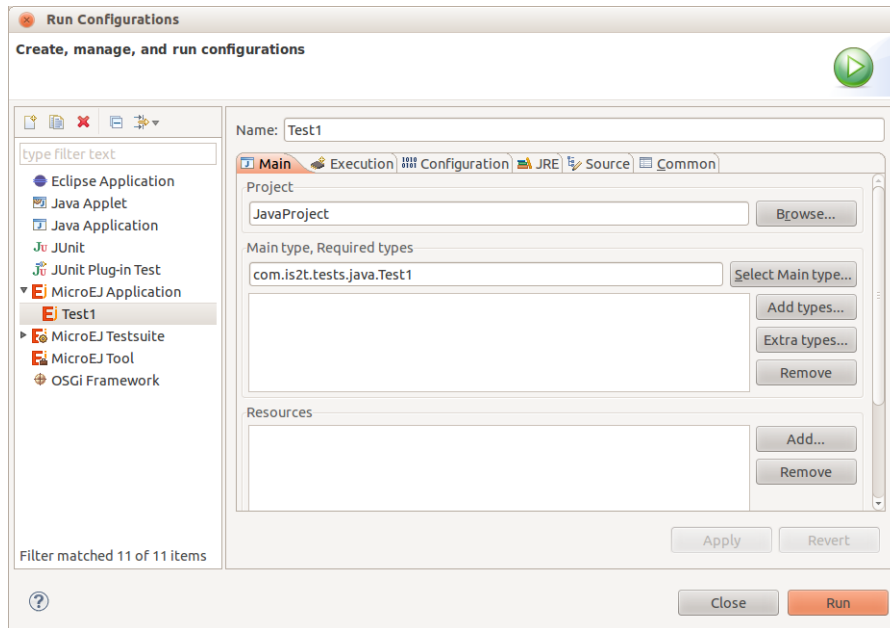 Run Configurations
Create, manage, and run configurations
type filter text
Eclipse Application
Java Applet
Java Application
JUnit
JUnit Plug-in Test
MicroEJ Application
Test1
MicroEJ Testsuite
MicroEJ Tool
OSGi Framework
Filter matched 11 of 11 items
Name: Test1
Main Execution Configuration JRE Source Common
Project
JavaProject Browse...
Main type, Required types
com.is2t.tests.java.Test1 Select Main type...
Add types...
Extra types...
Remove
Resources
Add...
Remove
Apply Revert
Close Run